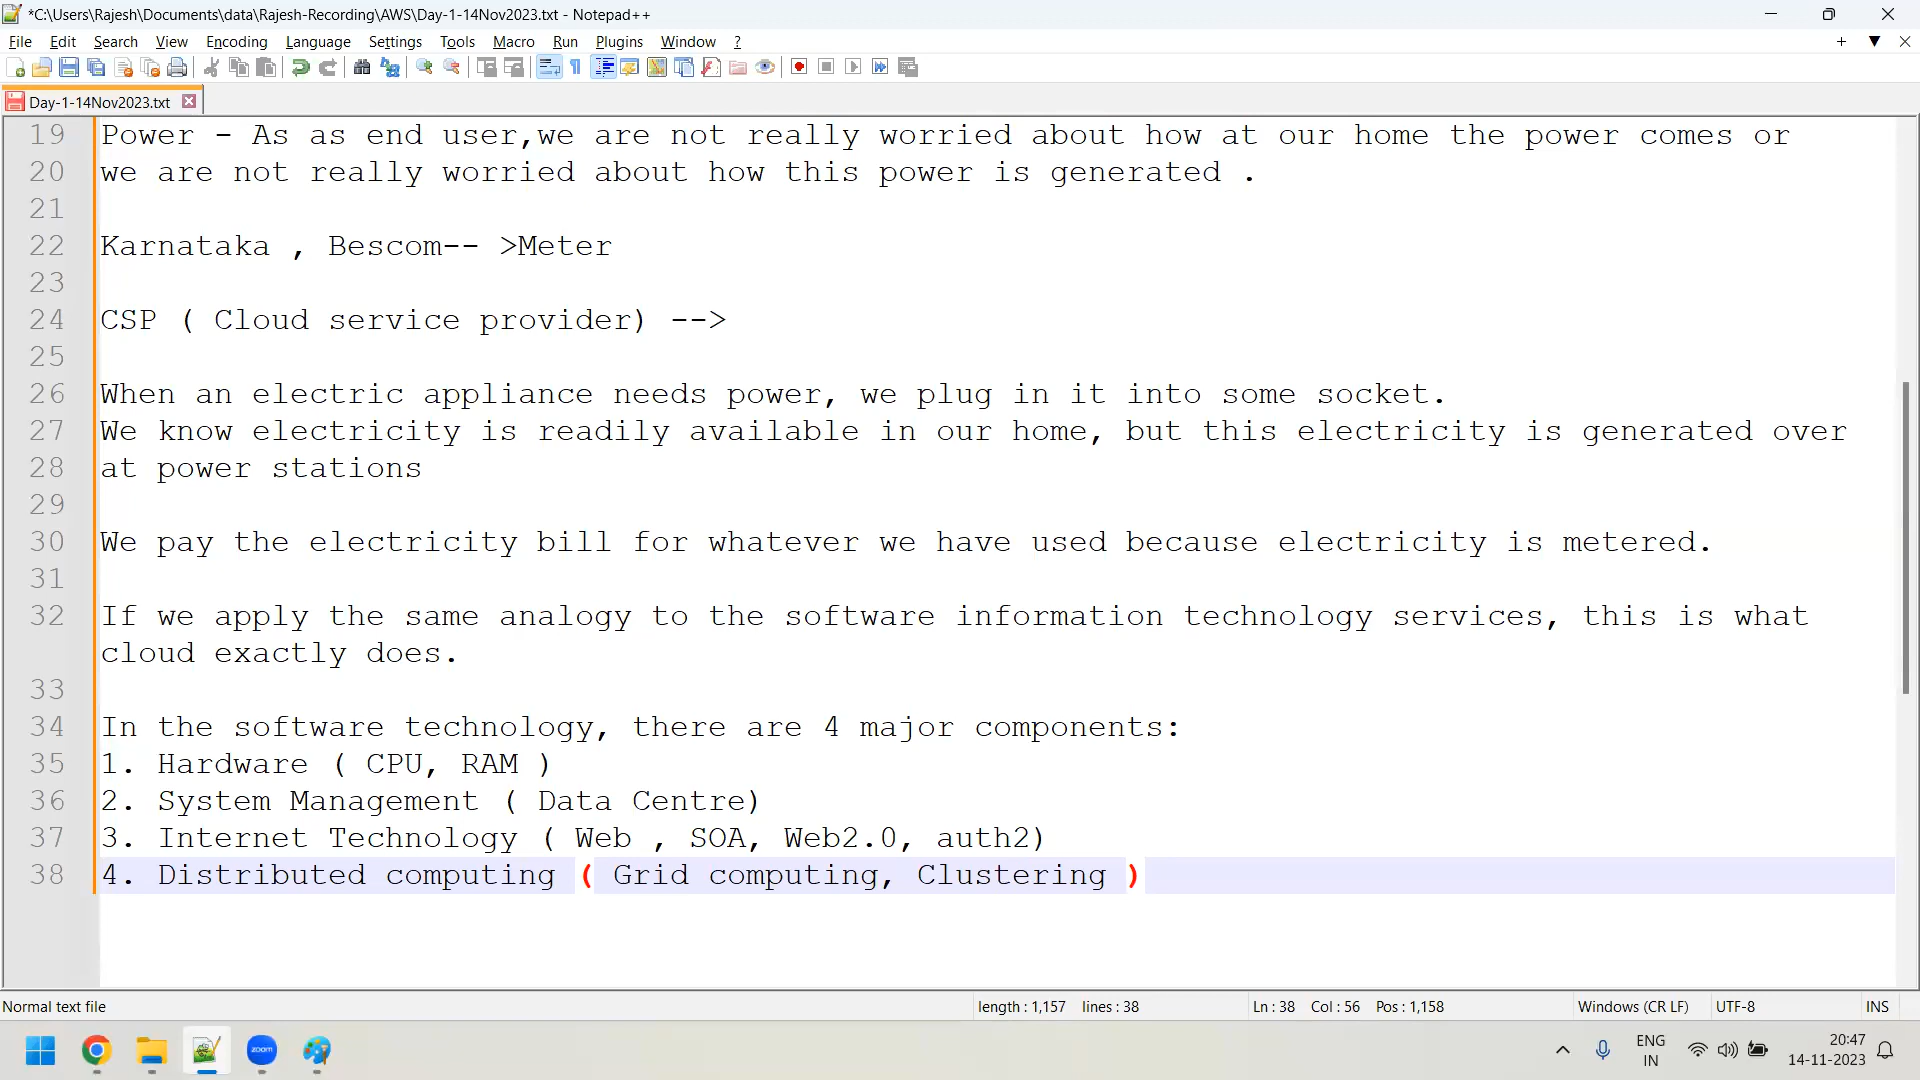 *C:\Users\Rajesh\Documents\data\Rajesh-Recording\AWS\Day-1-14Nov2023.txt - Notepad++
File Edit Search View Encoding Language Settings Tools Macro Run Plugins Window ?
Day-1-14Nov2023.txt
19 Power - As as end user,we are not really worried about how at our home the power comes or
20 we are not really worried about how this power is generated .
21
22 Karnataka , Bescom-- >Meter
23
24 CSP ( Cloud service provider) -->
25
26 When an electric appliance needs power, we plug in it into some socket.
27 We know electricity is readily available in our home, but this electricity is generated over
28 at power stations
29
30 We pay the electricity bill for whatever we have used because electricity is metered.
31
32 If we apply the same analogy to the software information technology services, this is what
cloud exactly does.
33
34 In the software technology, there are 4 major components:
35 1. Hardware ( CPU, RAM )
36 2. System Management ( Data Centre)
37 3. Internet Technology ( Web , SOA, Web2.0, auth2)
38 4. Distributed computing ( Grid computing, Clustering )
Normal text file length : 1,157 lines : 38 Ln : 38 Col : 56 Pos : 1,158 Windows (CR LF) UTF-8 INS
zoom
ENG
IN
20:47
14-11-2023